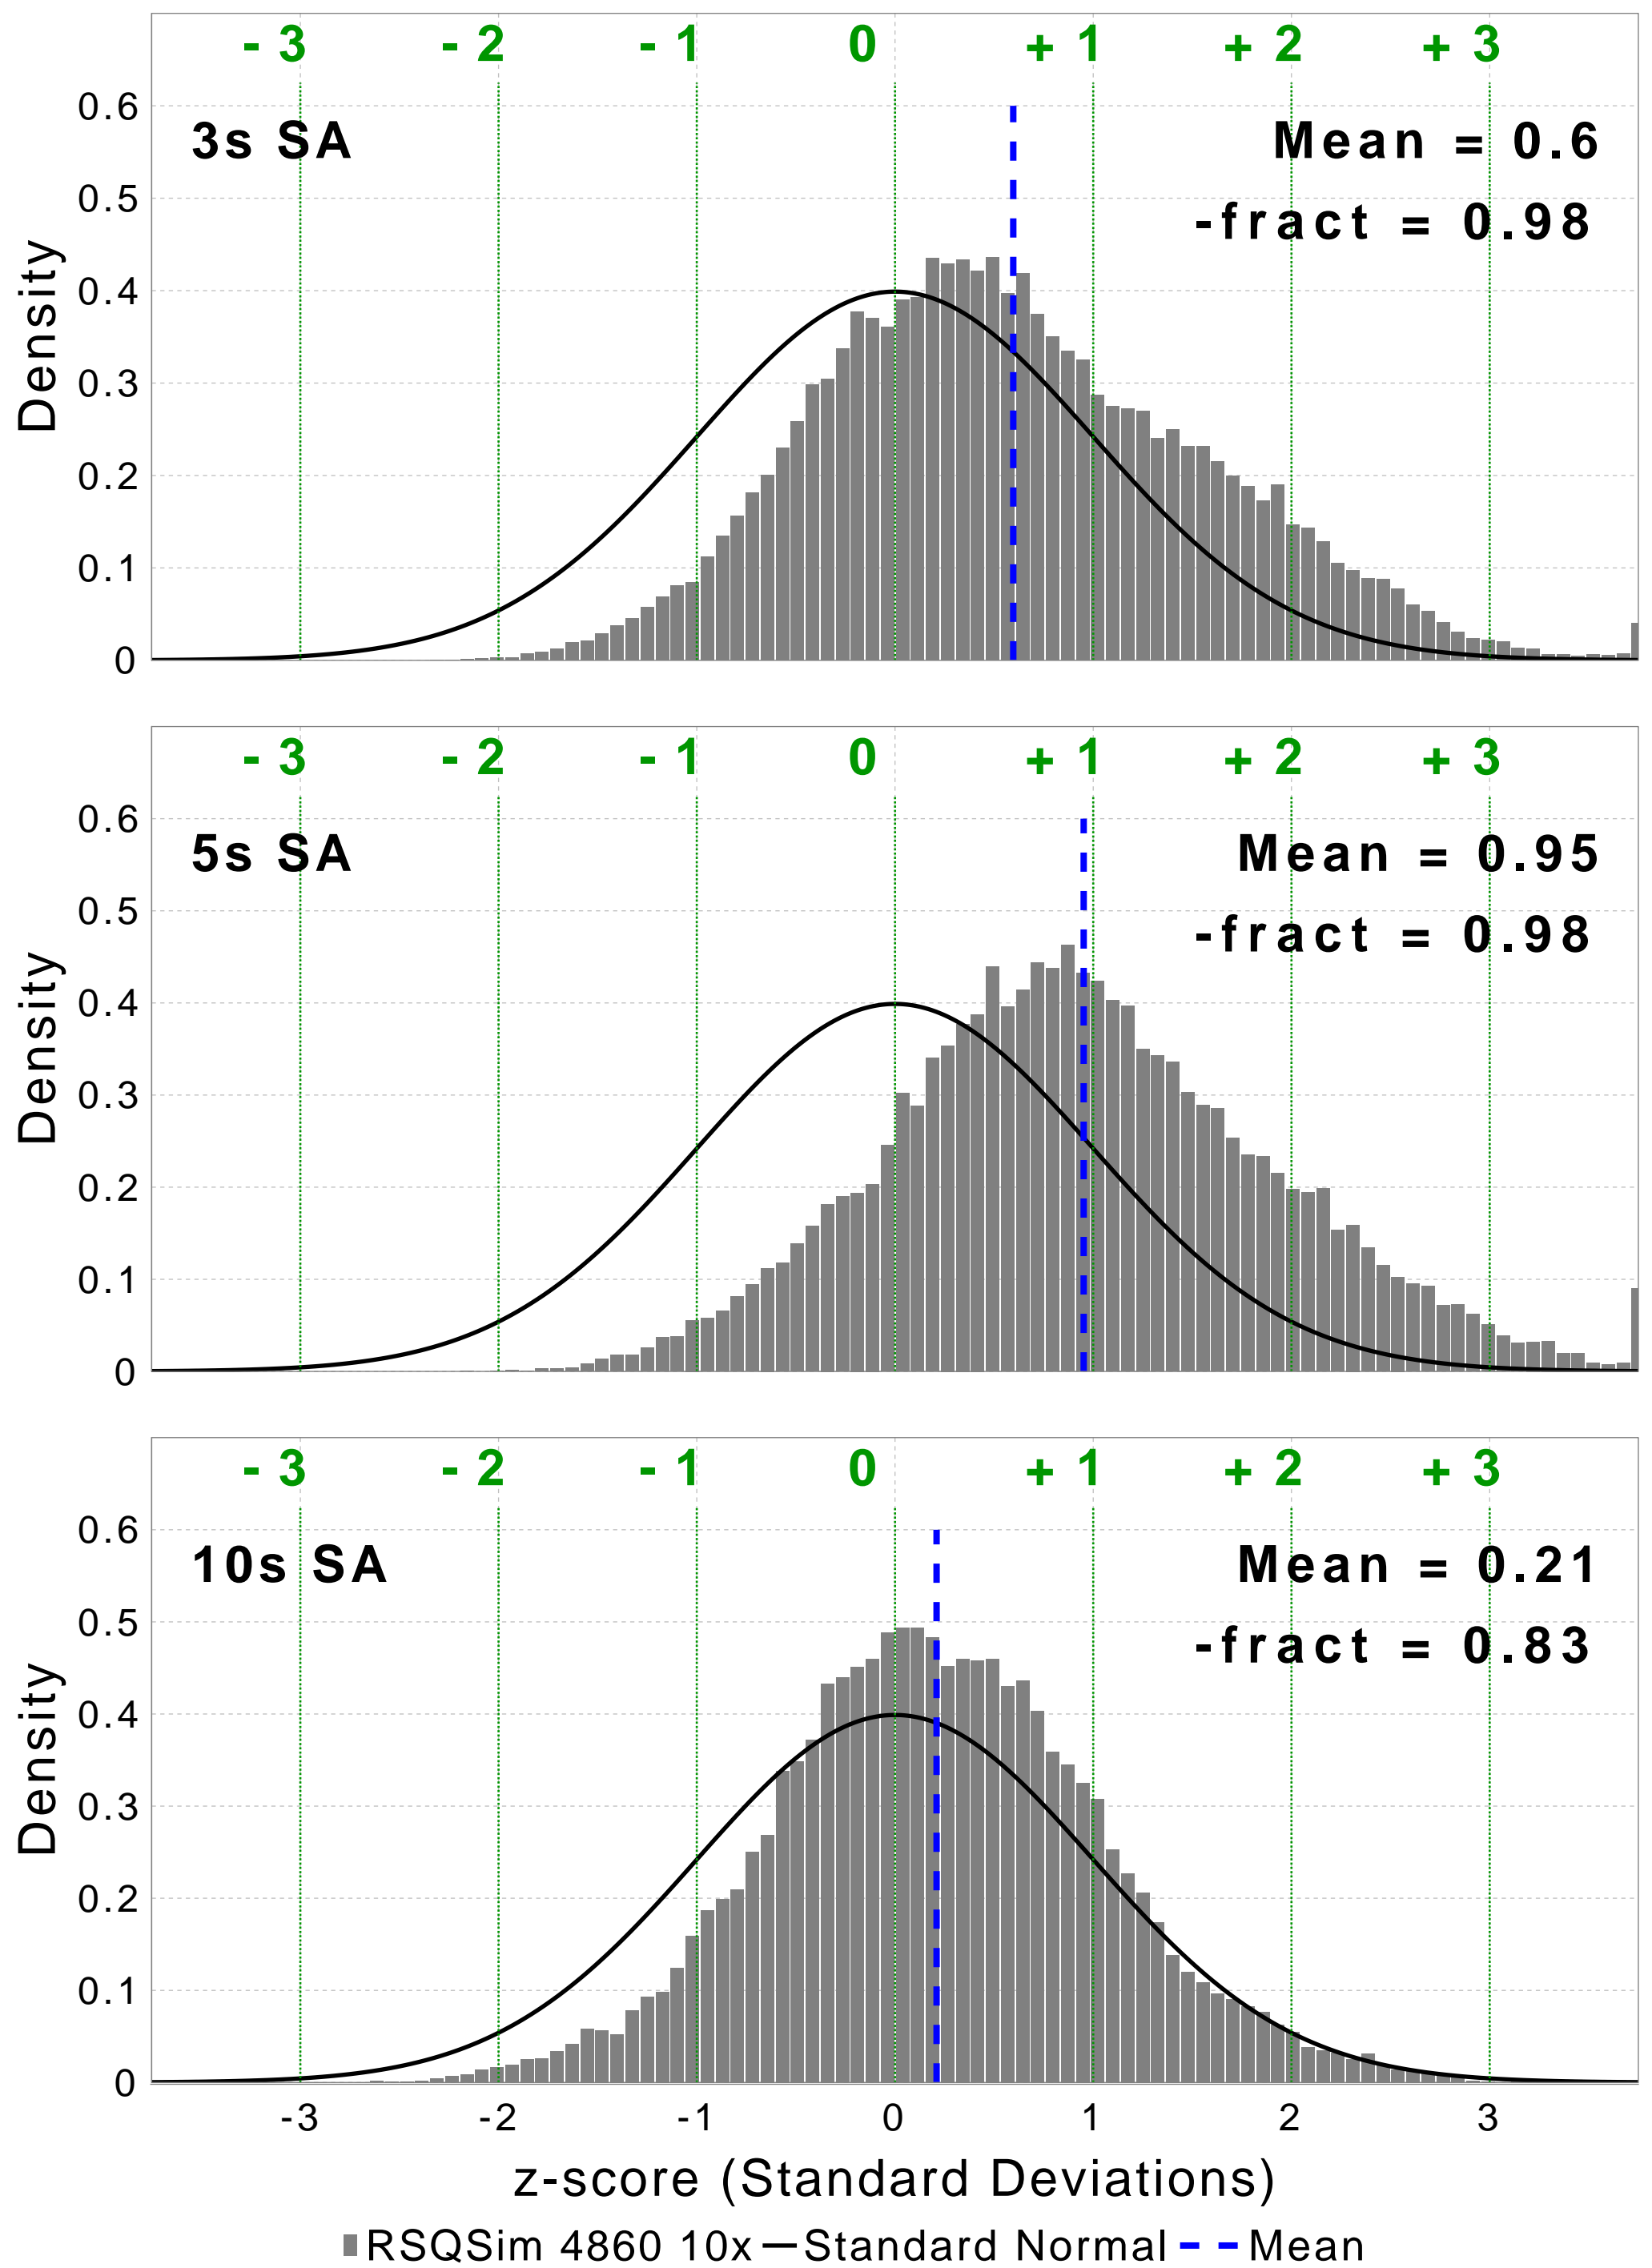 - 3 - 2 - 1 0 + 1 + 2 + 3
0.6
3s SA
Mean = 0.6
0.5
-fract = 0.98
0.4
Density
0.3
0.2
0.1
0
- 3 - 2 - 1 0 + 1 + 2 + 3
0.6
5s SA
Mean = 0.95
0.5
-fract = 0.98
0.4
Density
0.3
0.2
0.1
0
- 3 - 2 - 1 0 + 1 + 2 + 3
0.6
10s SA
Mean = 0.21
0.5
-fract = 0.83
0.4
Density
0.3
0.2
0.1
0
-3 -2 -1 0 1 2 3
z-score (Standard Deviations)
RSQSim 4860 10x Standard Normal Mean